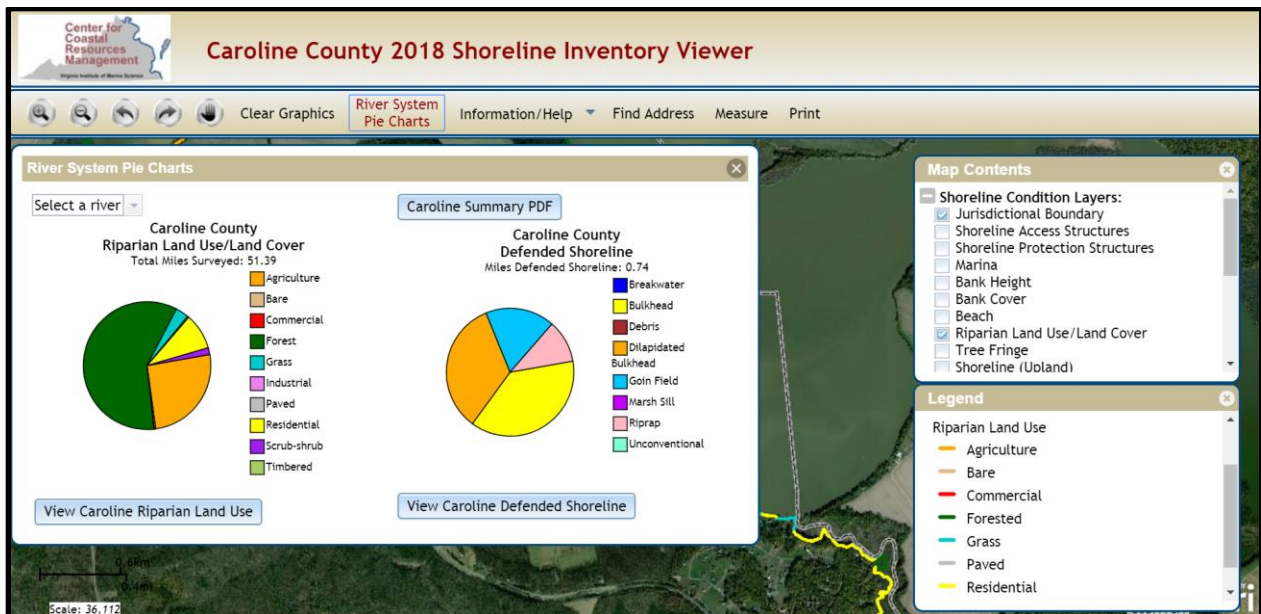 Center for
Coastal
Resources
Management
Virginia Institute of Marine Science
Caroline County 2018 Shoreline Inventory Viewer
Clear Graphics
River System
Pie Charts
Information/Help
Find Address
Measure
Print
River System Pie Charts
Select a river
Caroline Summary PDF
Caroline County
Riparian Land Use/Land Cover
Total Miles Surveyed: 51.39
Agriculture
Bare
Commercial
Forest
Grass
Industrial
Paved
Residential
Scrub-shrub
Timbered
View Caroline Riparian Land Use
Caroline County
Defended Shoreline
Miles Defended Shoreline: 0.74
Breakwater
Bulkhead
Debris
Dilapidated
Bulkhead
Goin Field
Marsh Sill
Riprap
Unconventional
View Caroline Defended Shoreline
Map Contents
Shoreline Condition Layers:
Jurisdictional Boundary
Shoreline Access Structures
Shoreline Protection Structures
Marina
Bank Height
Bank Cover
Beach
Riparian Land Use/Land Cover
Tree Fringe
Shoreline (Upland)
Legend
Riparian Land Use
Agriculture
Bare
Commercial
Forested
Grass
Paved
Residential
0.6km
0.4mi
Scale: 36,112